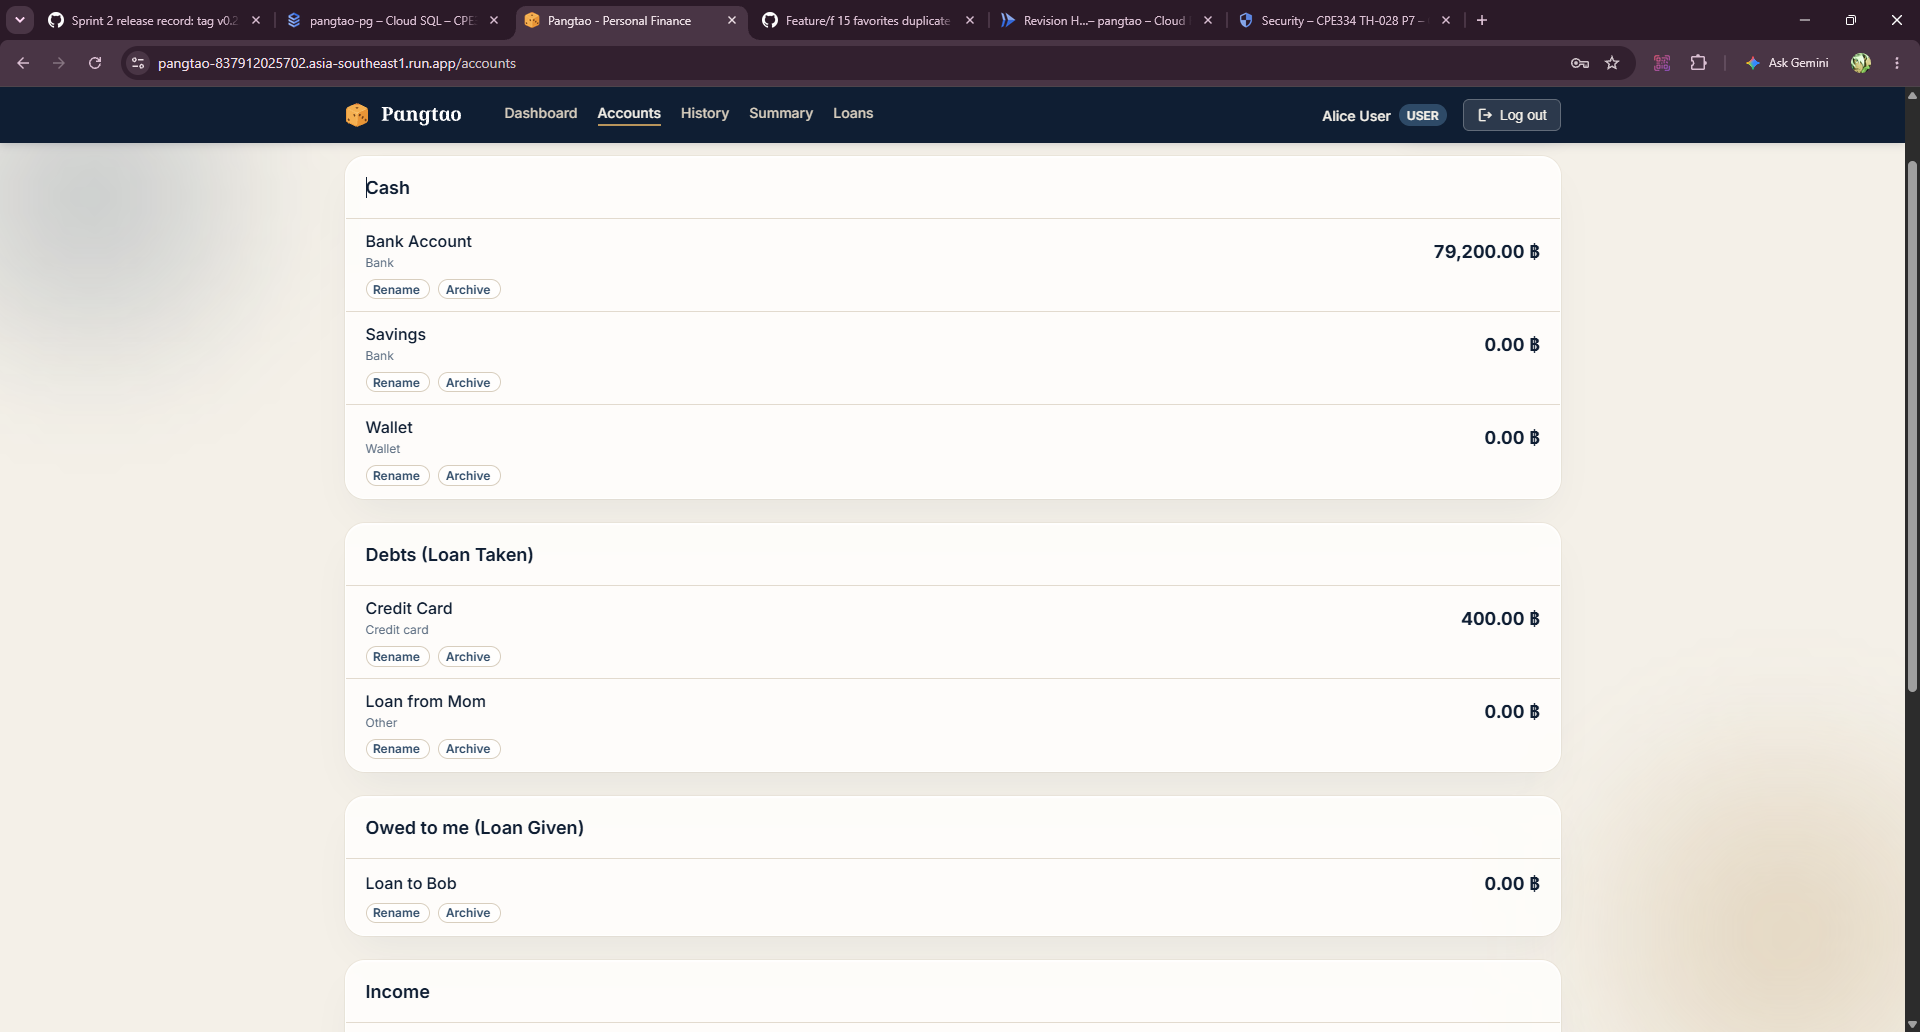 Sprint 2 release record: tag v0.2
pangtao-pg – Cloud SQL – CPE
Pangtao - Personal Finance
Feature/f 15 favorites duplicate
Revision H...– pangtao – Cloud
Security – CPE334 TH-028 P7 –
pangtao-837912025702.asia-southeast1.run.app/accounts
Ask Gemini
Pangtao
Dashboard
Accounts
History
Summary
Loans
Alice User
USER
Log out
Cash
Bank Account
79,200.00 ฿
Bank
Rename
Archive
Savings
0.00 ฿
Bank
Rename
Archive
Wallet
0.00 ฿
Wallet
Rename
Archive
Debts (Loan Taken)
Credit Card
400.00 ฿
Credit card
Rename
Archive
Loan from Mom
0.00 ฿
Other
Rename
Archive
Owed to me (Loan Given)
Loan to Bob
0.00 ฿
Rename
Archive
Income